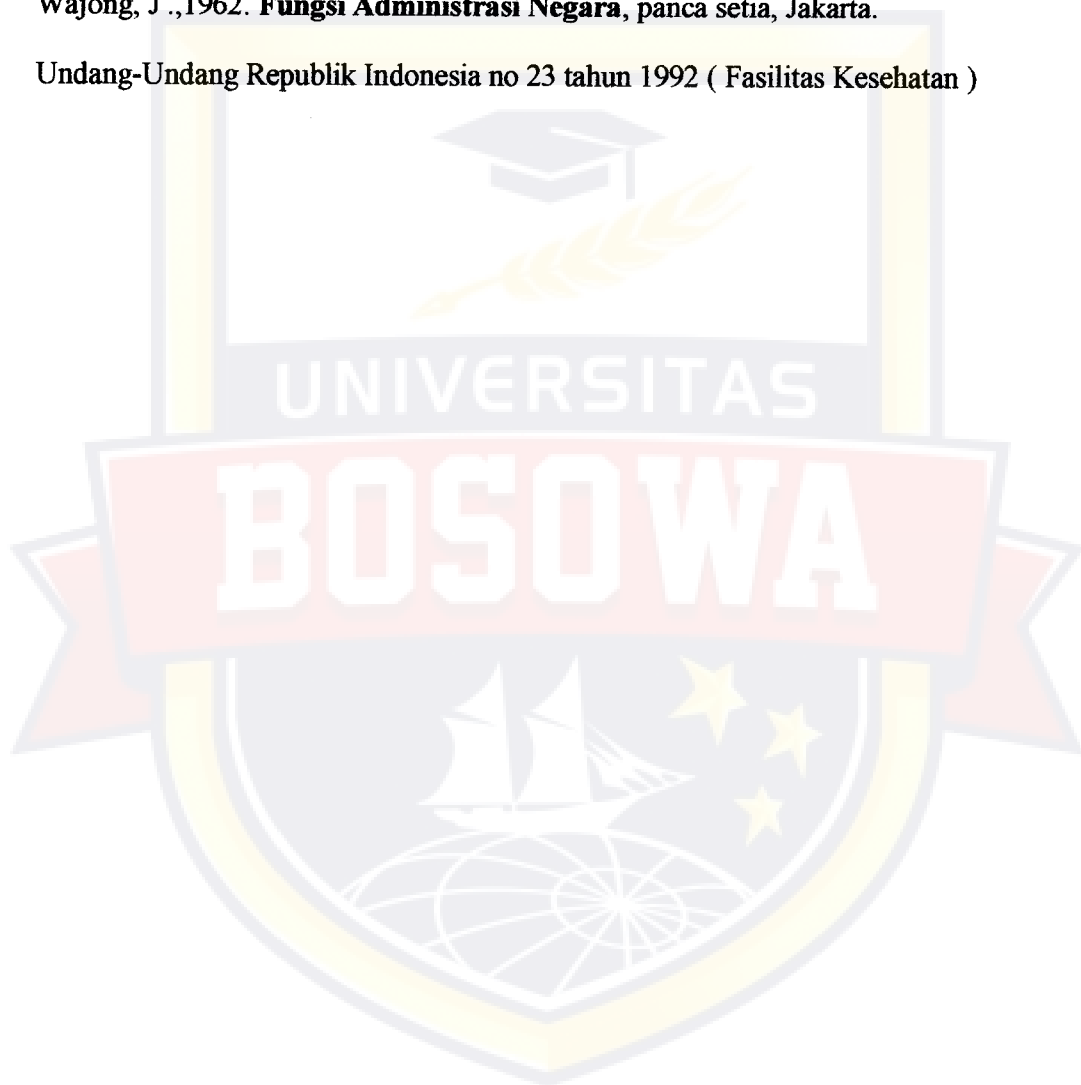 Wajong, J .,1962. Fungsi Administrasi Negara, panca setia, Jakarta.
Undang-Undang Republik Indonesia no 23 tahun 1992 ( Fasilitas Kesehatan )
UNIVERSITAS
BOSOWA